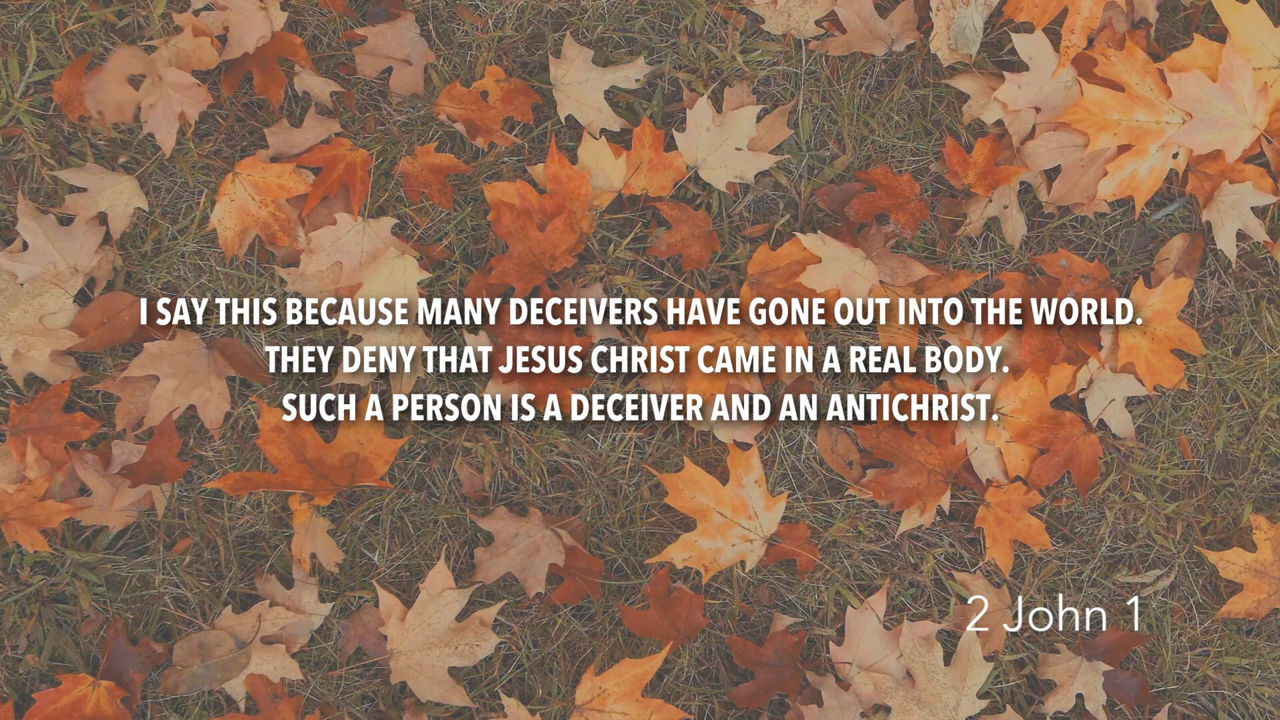 I SAY THIS BECAUSE MANY DECEIVERS HAVE GONE OUT INTO THE WORLD.
THEY DENY THAT JESUS CHRIST CAME IN A REAL BODY.
SUCH A PERSON IS A DECEIVER AND AN ANTICHRIST.
2 John 1